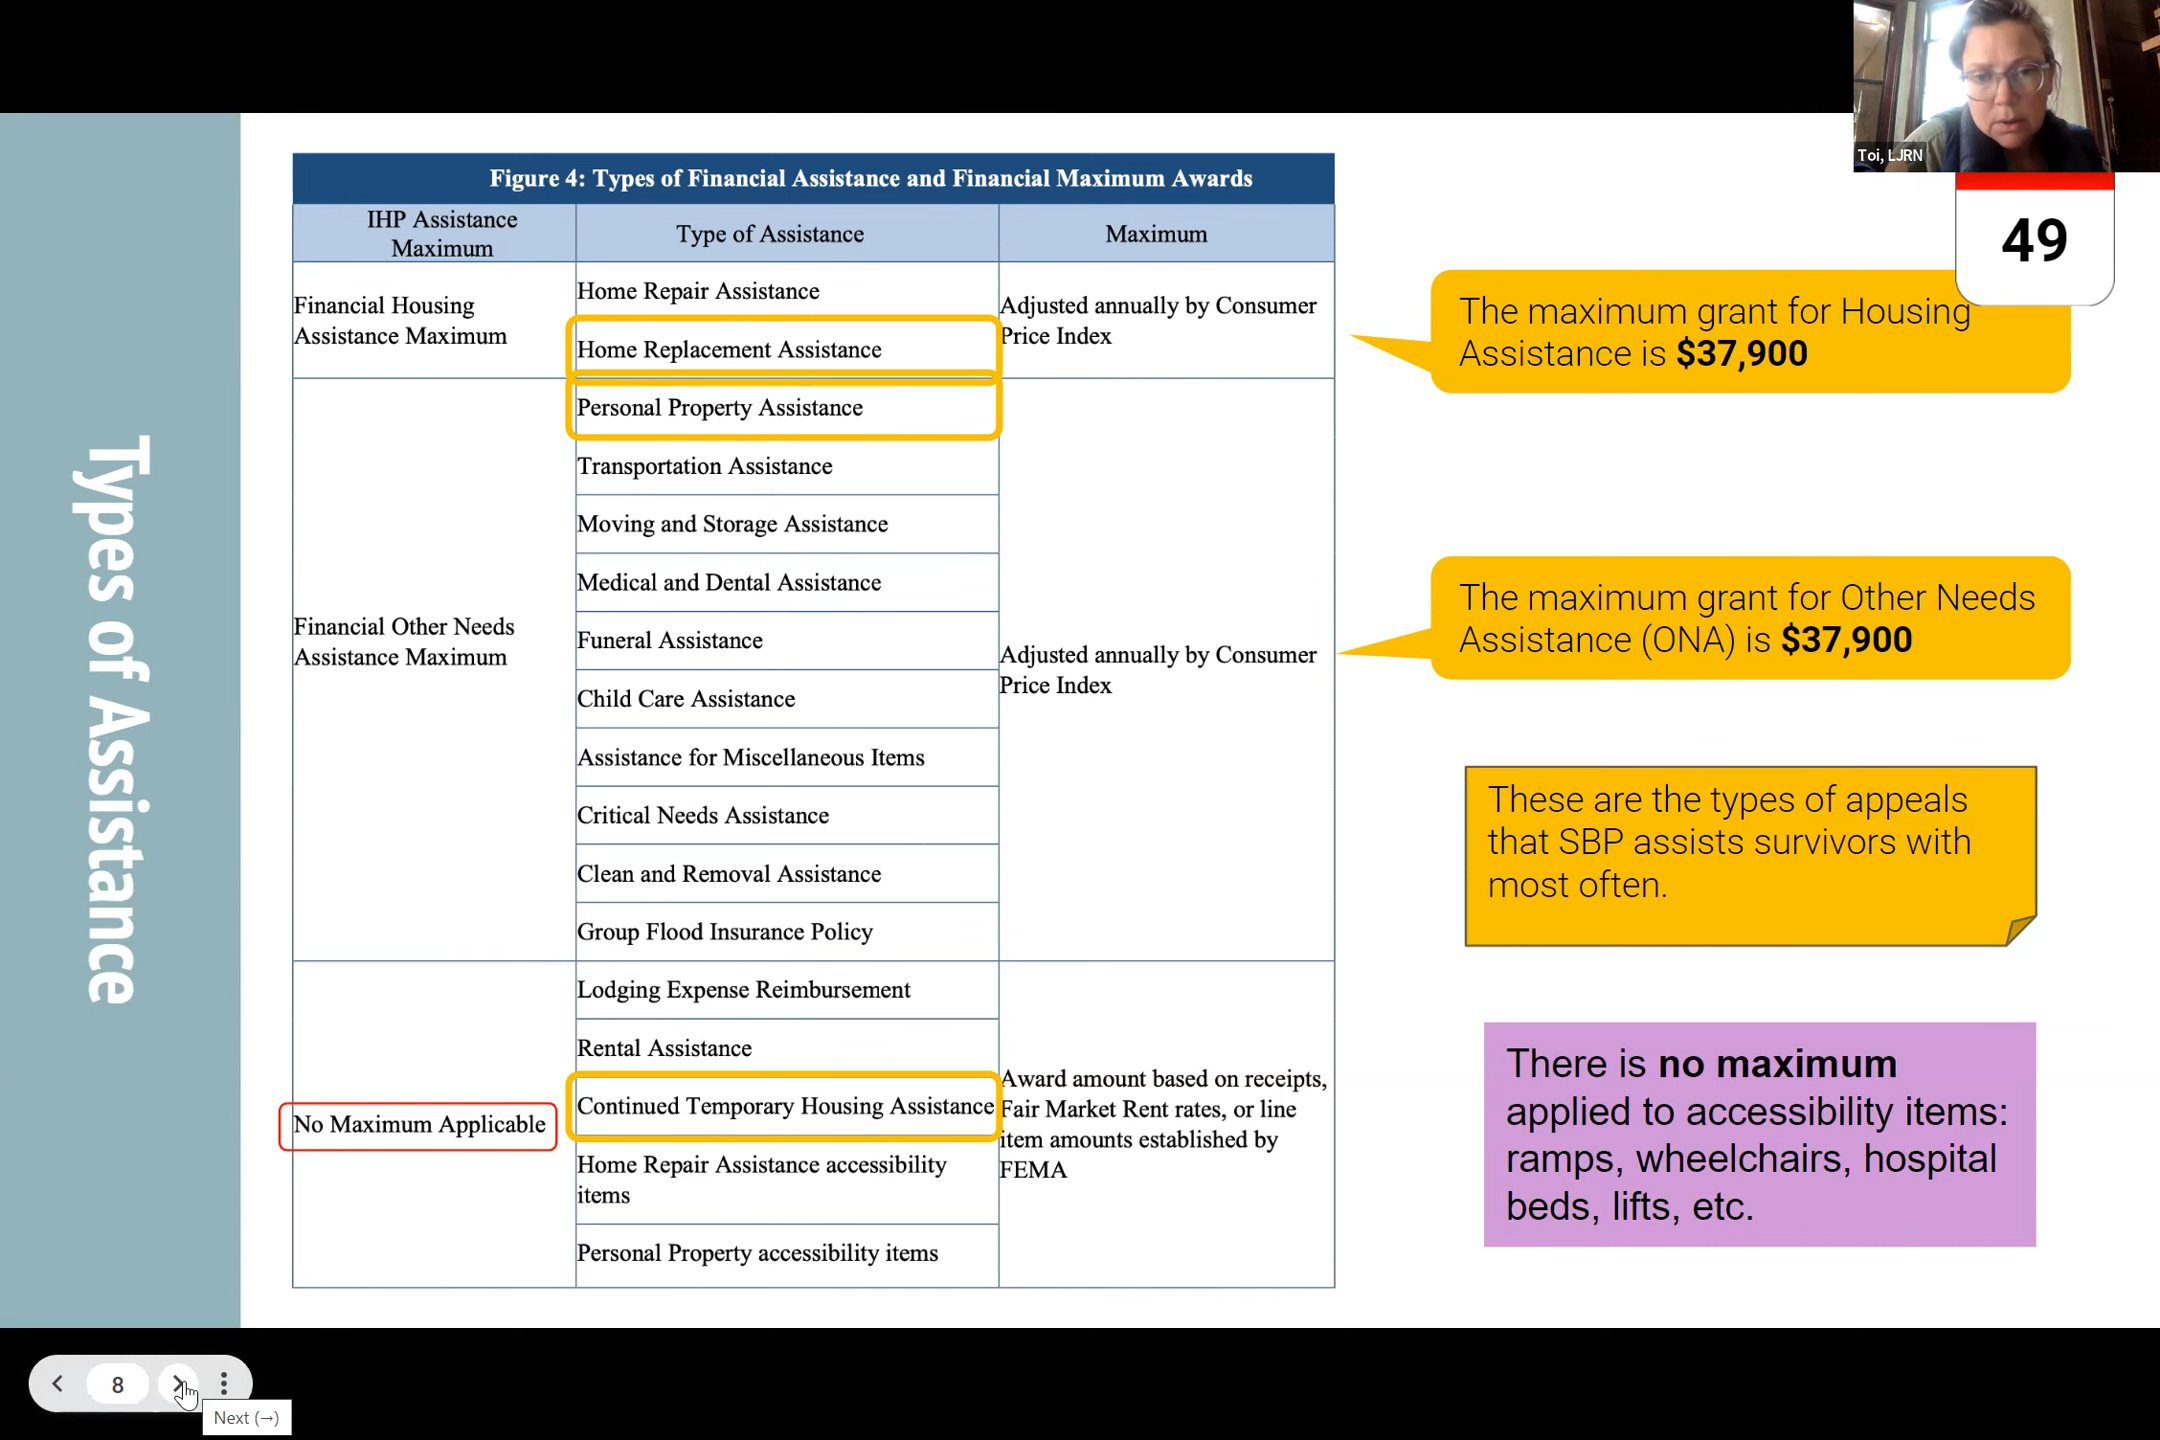 Toi, LJRN
49
Types of Assistance
Figure 4: Types of Financial Assistance and Financial Maximum Awards
IHP Assistance
Maximum
Type of Assistance
Maximum
Financial Housing
Assistance Maximum
Home Repair Assistance
Home Replacement Assistance
Adjusted annually by Consumer
Price Index
Financial Other Needs
Assistance Maximum
Personal Property Assistance
Transportation Assistance
Moving and Storage Assistance
Medical and Dental Assistance
Funeral Assistance
Child Care Assistance
Assistance for Miscellaneous Items
Critical Needs Assistance
Clean and Removal Assistance
Group Flood Insurance Policy
Adjusted annually by Consumer
Price Index
No Maximum Applicable
Lodging Expense Reimbursement
Rental Assistance
Continued Temporary Housing Assistance
Home Repair Assistance accessibility
items
Personal Property accessibility items
Award amount based on receipts,
Fair Market Rent rates, or line
item amounts established by
FEMA
The maximum grant for Housing
Assistance is $37,900
The maximum grant for Other Needs
Assistance (ONA) is $37,900
These are the types of appeals
that SBP assists survivors with
most often.
There is no maximum
applied to accessibility items:
ramps, wheelchairs, hospital
beds, lifts, etc.
8
Next (→)